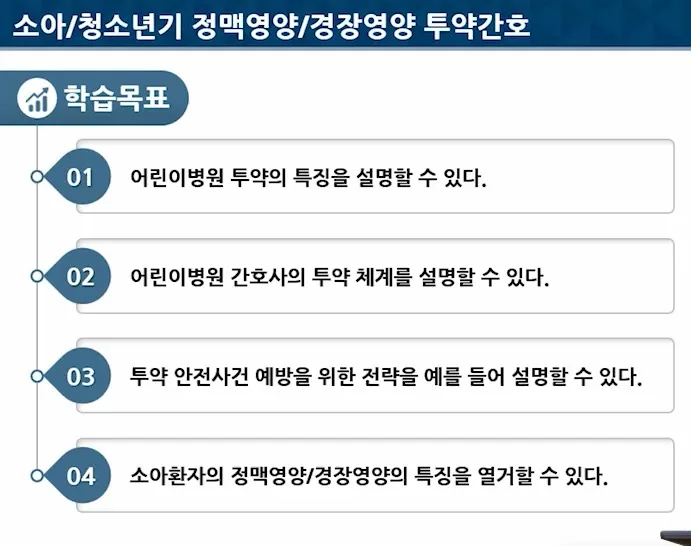 소아/청소년기 정맥영양/경장영양 투약간호
학습목표
01 어린이병원 투약의 특징을 설명할 수 있다.
02 어린이병원 간호사의 투약 체계를 설명할 수 있다.
03 투약 안전사건 예방을 위한 전략을 예를 들어 설명할 수 있다.
04 소아환자의 정맥영양/경장영양의 특징을 열거할 수 있다.